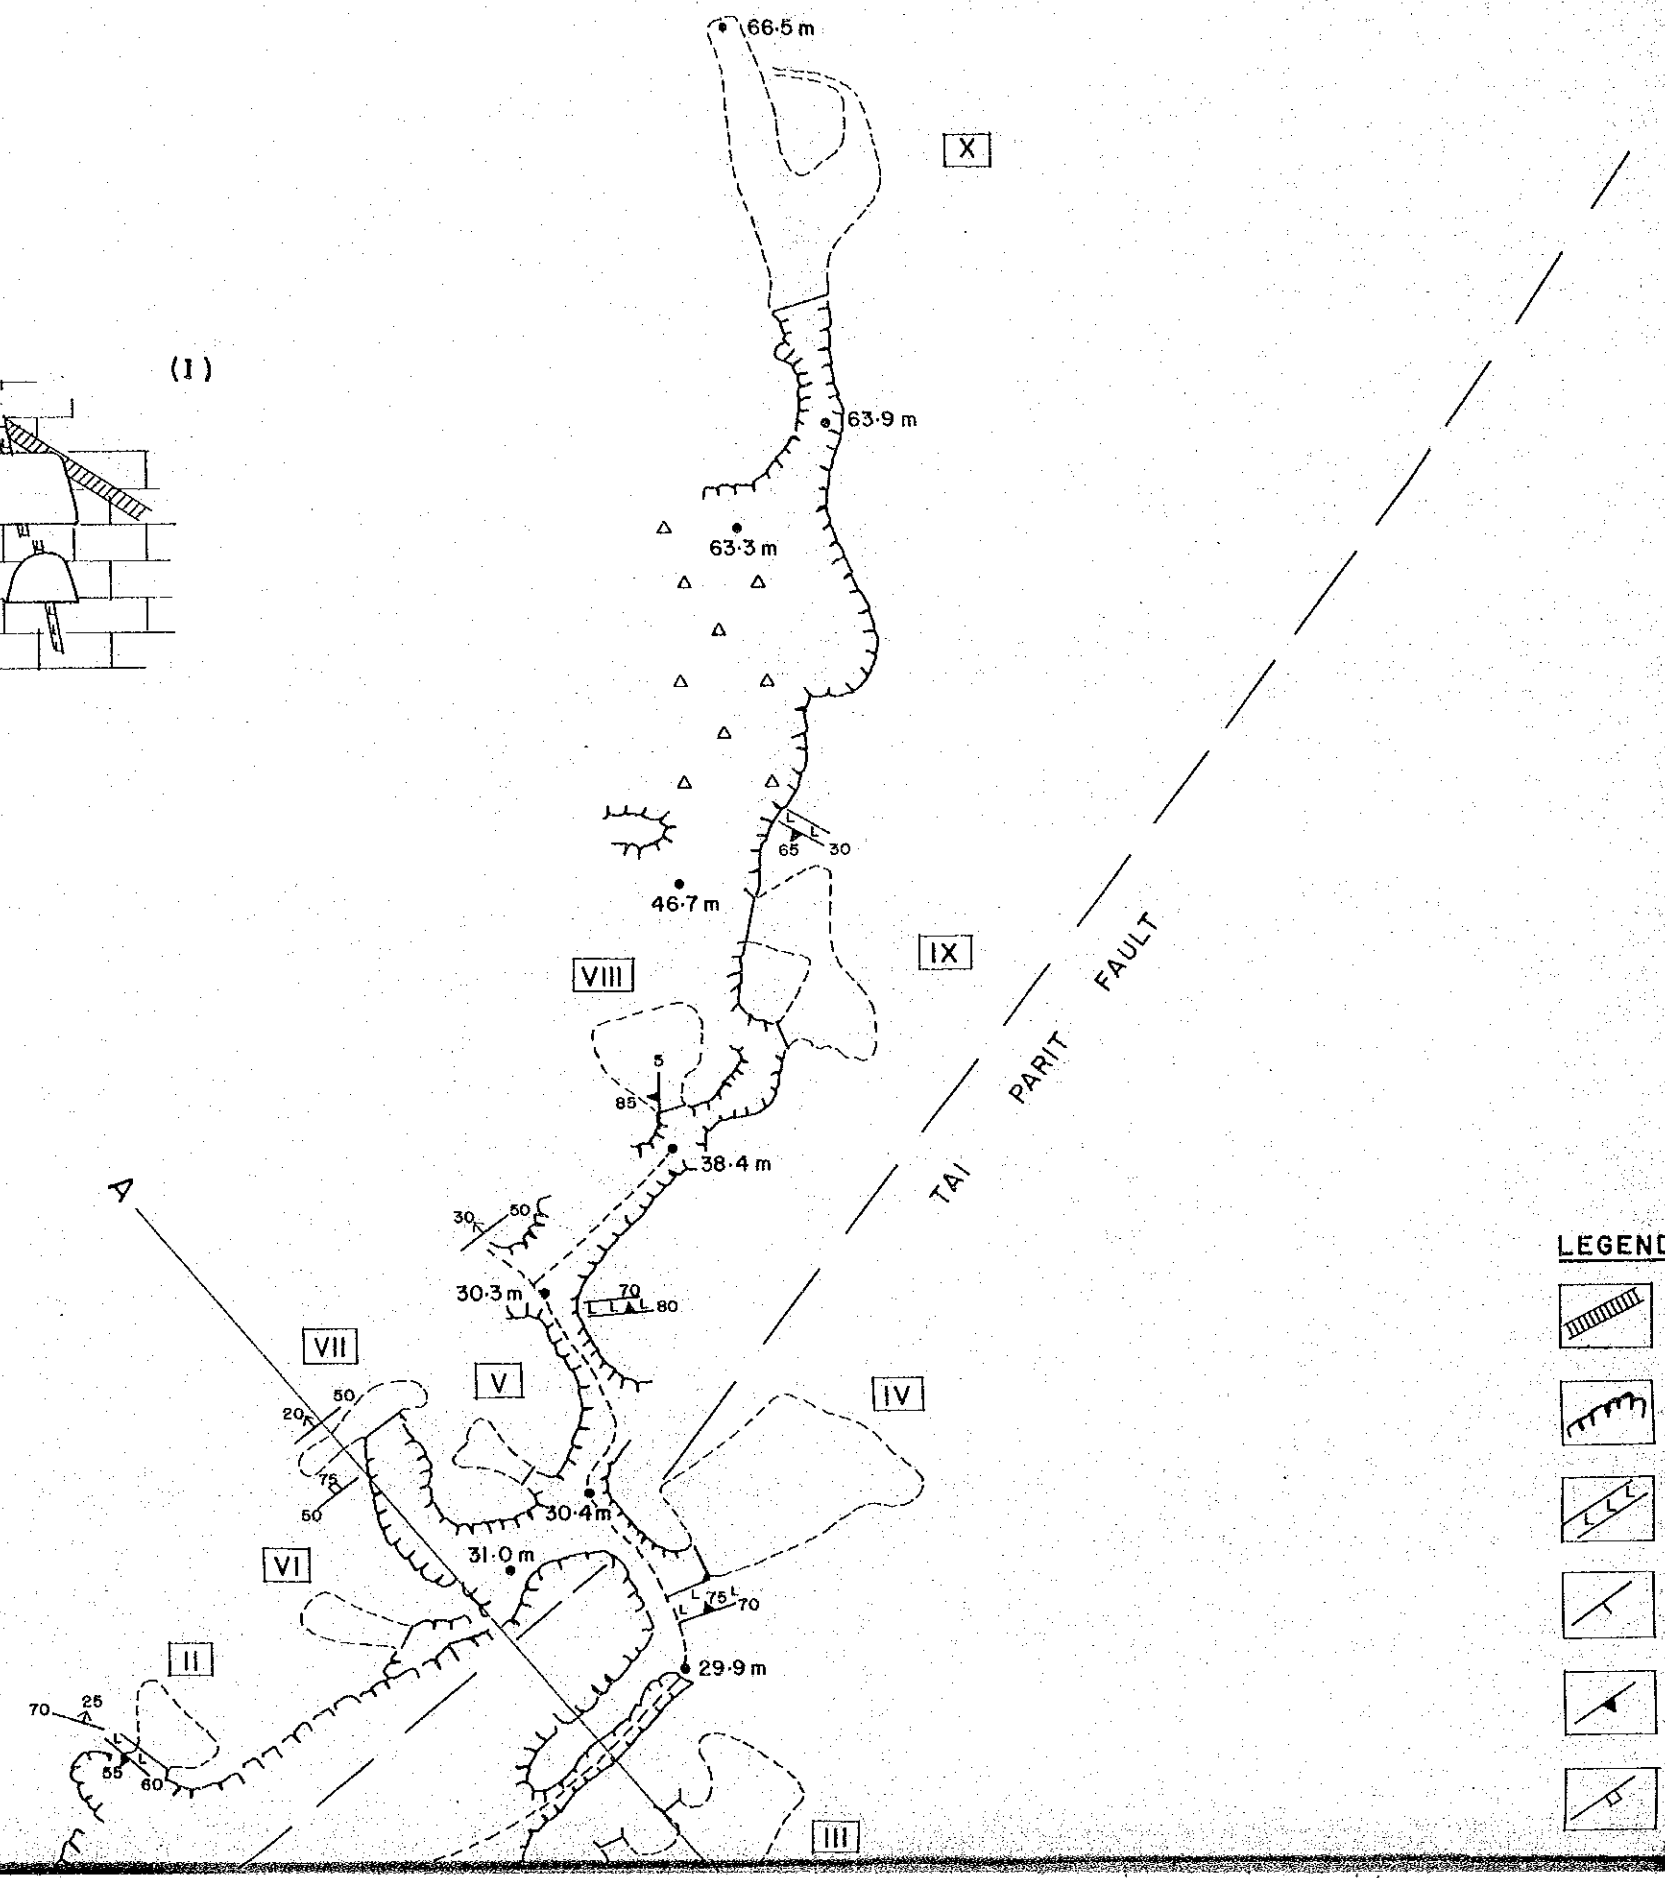 66·5 m
X
(I)
63·9 m
63·3 m
L
L
65 30
46·7 m
IX
VIII
FAULT
5
85
PARIT
38·4 m
TAI
A
30 50
LEGEND
30·3 m
70
L L L 80
VII
V
IV
50
20
75
50
30·4 m
L L L
31·0 m
VI
L 75 L
L 70
II
29·9 m
70 25
L
L
55 60
III